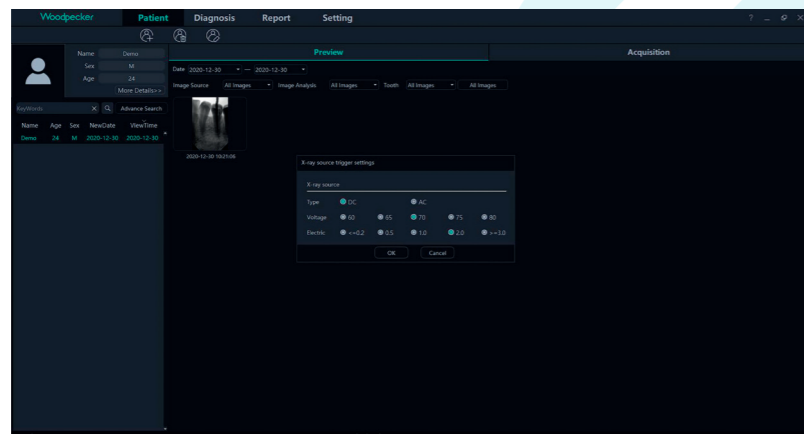 Woodpecker Patient Diagnosis Report Setting ? _ ×
Name Demo
Sex M
Age 24
More Details>>
Preview Acquisition
Date 2020-12-30 — 2020-12-30
Image Source All Images Image Analysis All Images Tooth All Images All Images
KeyWords X Advance Search
Name Age Sex NewDate ViewTime
Demo 24 M 2020-12-30 2020-12-30
2020-12-30 10:21:06
X-ray source trigger settings
X-ray source
Type DC AC
Voltage 60 65 70 75 80
Electric <=0.2 0.5 1.0 2.0 >=3.0
OK Cancel